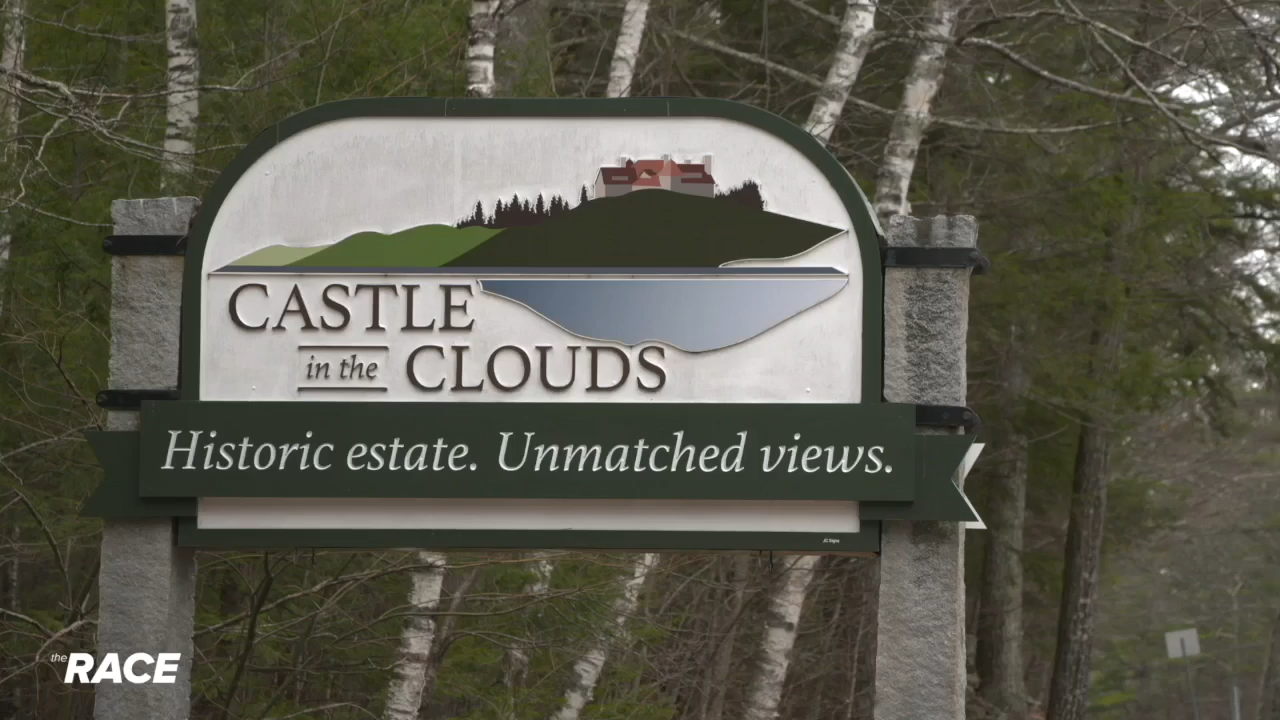 CASTLE
in the CLOUDS
Historic estate. Unmatched views.
the RACE